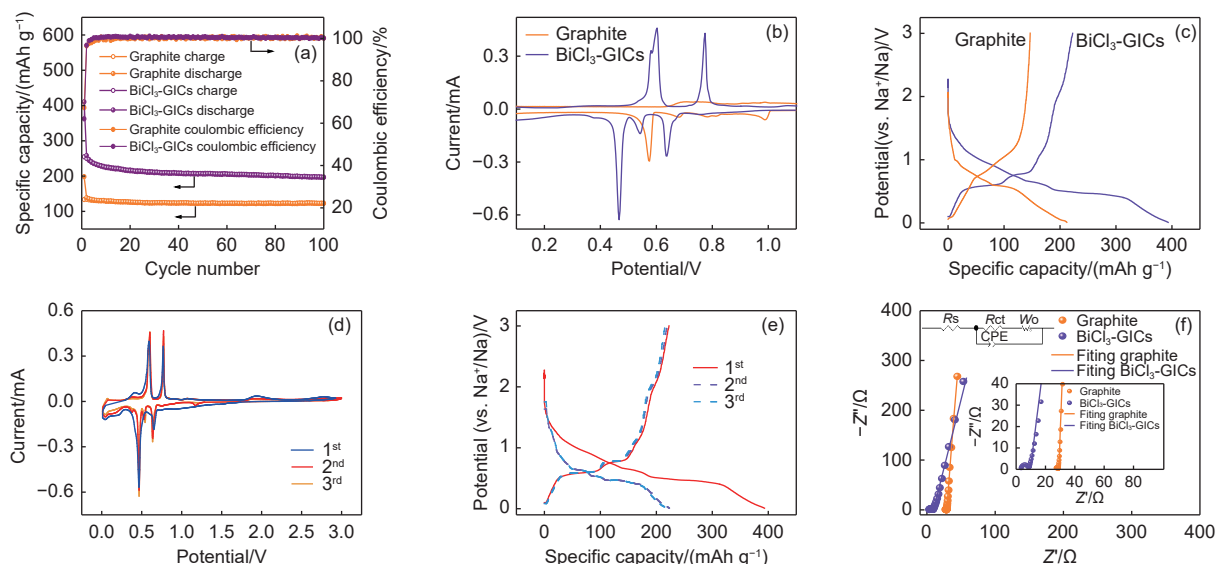 (a)
Specific capacity/(mAh g⁻¹)
600
500
400
300
200
100
Graphite charge
Graphite discharge
BiCl₃-GICs charge
BiCl₃-GICs discharge
Graphite coulombic efficiency
BiCl₃-GICs coulombic efficiency
100
80
60
40
20
Coulombic efficiency/%
0 20 40 60 80 100
Cycle number
(b)
Graphite
BiCl₃-GICs
Current/mA
0.4
0.0
−0.3
−0.6
0.2 0.4 0.6 0.8 1.0
Potential/V
(c)
Graphite BiCl₃-GICs
Potential(vs. Na⁺/Na)/V
3
2
1
0
0 100 200 300 400
Specific capacity/(mAh g⁻¹)
(d)
Current/mA
0.6
0.3
0.0
−0.3
−0.6
1ˢᵗ
2ⁿᵈ
3ʳᵈ
0.0 0.5 1.0 1.5 2.0 2.5 3.0
Potential/V
(e)
Potential (vs. Na⁺/Na)/V
3
2
1
0
1ˢᵗ
2ⁿᵈ
3ʳᵈ
0 100 200 300 400
Specific capacity/(mAh g⁻¹)
(f)
Rs Rct Wo
CPE
Graphite
BiCl₃-GICs
Fiting graphite
Fiting BiCl₃-GICs
−Z″/Ω
400
300
200
100
0
−Z″/Ω
40
30
20
10
0
Graphite
BiCl₃-GICs
Fiting graphite
Fiting BiCl₃-GICs
0 20 40 60 80
Z′/Ω
0 100 200 300 400
Z′/Ω